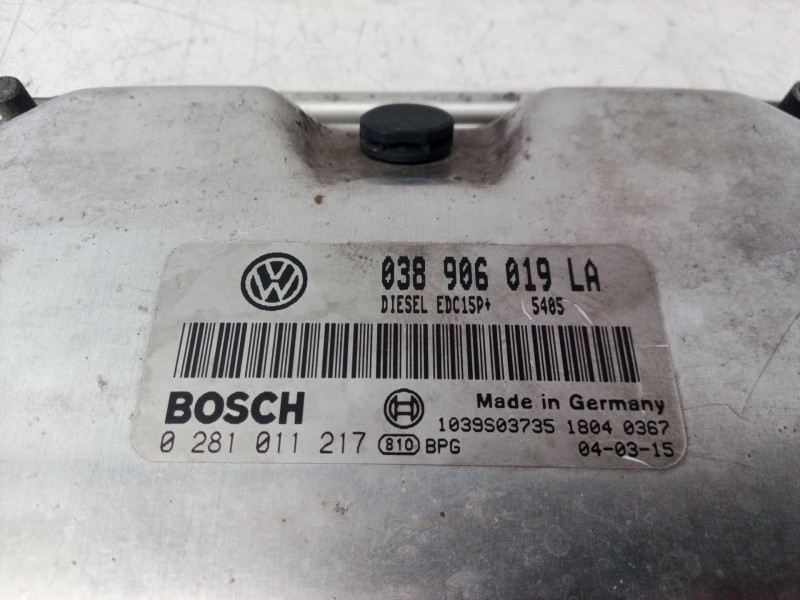 038 906 019 LA
DIESEL EDC15P+ 5405
BOSCH
Made in Germany
1039S03735 1804 0367
0 281 011 217 810 BPG
04-03-15